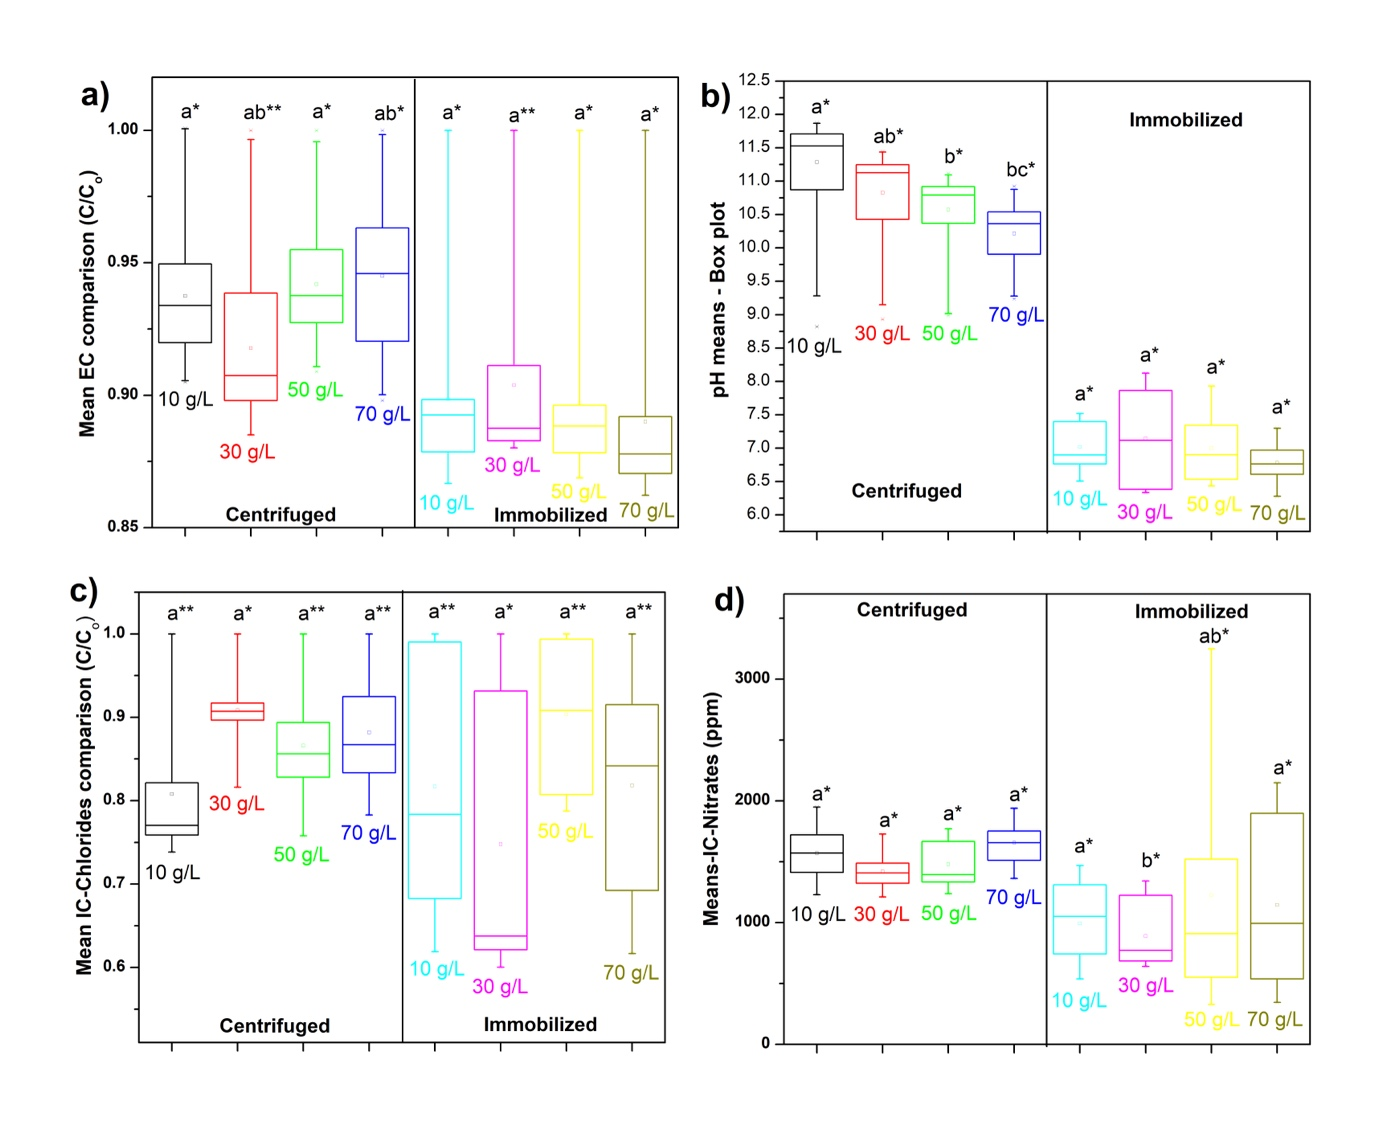 a)
Mean EC comparison (C/Co)
1.00
0.95
0.90
0.85
a*
ab**
a*
ab*
a*
a**
a*
a*
10 g/L
30 g/L
50 g/L
70 g/L
10 g/L
30 g/L
50 g/L
70 g/L
Centrifuged
Immobilized
b)
pH means - Box plot
12.5
12.0
11.5
11.0
10.5
10.0
9.5
9.0
8.5
8.0
7.5
7.0
6.5
6.0
Immobilized
a*
ab*
b*
bc*
a*
a*
a*
a*
10 g/L
30 g/L
50 g/L
70 g/L
10 g/L
30 g/L
50 g/L
70 g/L
Centrifuged
c)
Mean IC-Chlorides comparison (C/Co)
1.0
0.9
0.8
0.7
0.6
a**
a*
a**
a**
a**
a*
a**
a**
10 g/L
30 g/L
50 g/L
70 g/L
10 g/L
30 g/L
50 g/L
70 g/L
Centrifuged
Immobilized
d)
Means-IC-Nitrates (ppm)
3000
2000
1000
0
Centrifuged
Immobilized
a*
a*
a*
a*
a*
b*
ab*
a*
10 g/L
30 g/L
50 g/L
70 g/L
10 g/L
30 g/L
50 g/L
70 g/L